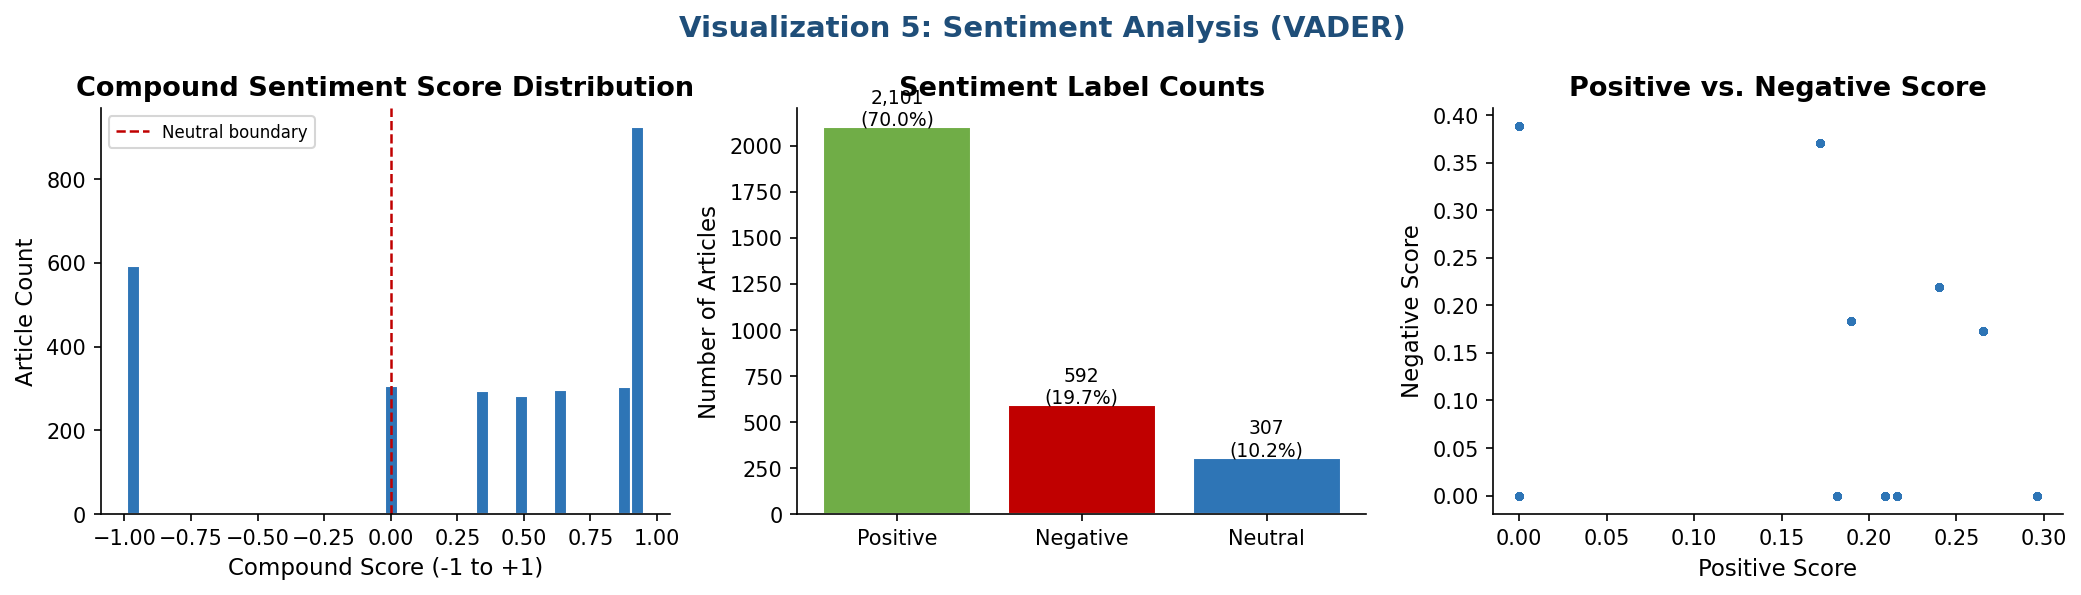 Visualization 5: Sentiment Analysis (VADER)
Compound Sentiment Score Distribution
Neutral boundary
Article Count
800
600
400
200
0
−1.00 −0.75 −0.50 −0.25 0.00 0.25 0.50 0.75 1.00
Compound Score (-1 to +1)
Sentiment Label Counts
2,101
(70.0%)
592
(19.7%)
307
(10.2%)
Number of Articles
2000
1750
1500
1250
1000
750
500
250
0
Positive Negative Neutral
Positive vs. Negative Score
Negative Score
0.40
0.35
0.30
0.25
0.20
0.15
0.10
0.05
0.00
0.00 0.05 0.10 0.15 0.20 0.25 0.30
Positive Score